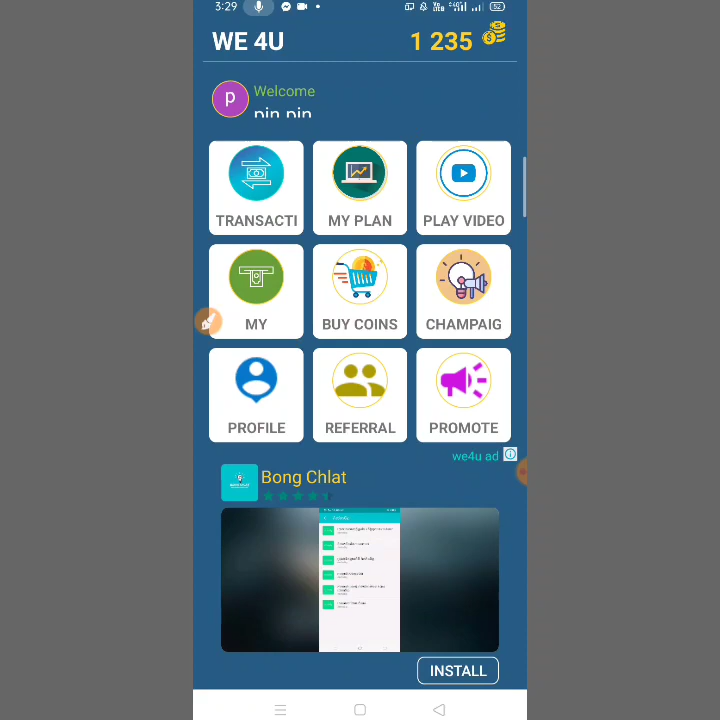 3:29
52
WE 4U
1 235
p
Welcome
pin pin
TRANSACTI
MY PLAN
PLAY VIDEO
MY
BUY COINS
CHAMPAIG
PROFILE
REFERRAL
PROMOTE
we4u ad
Bong Chlat
INSTALL